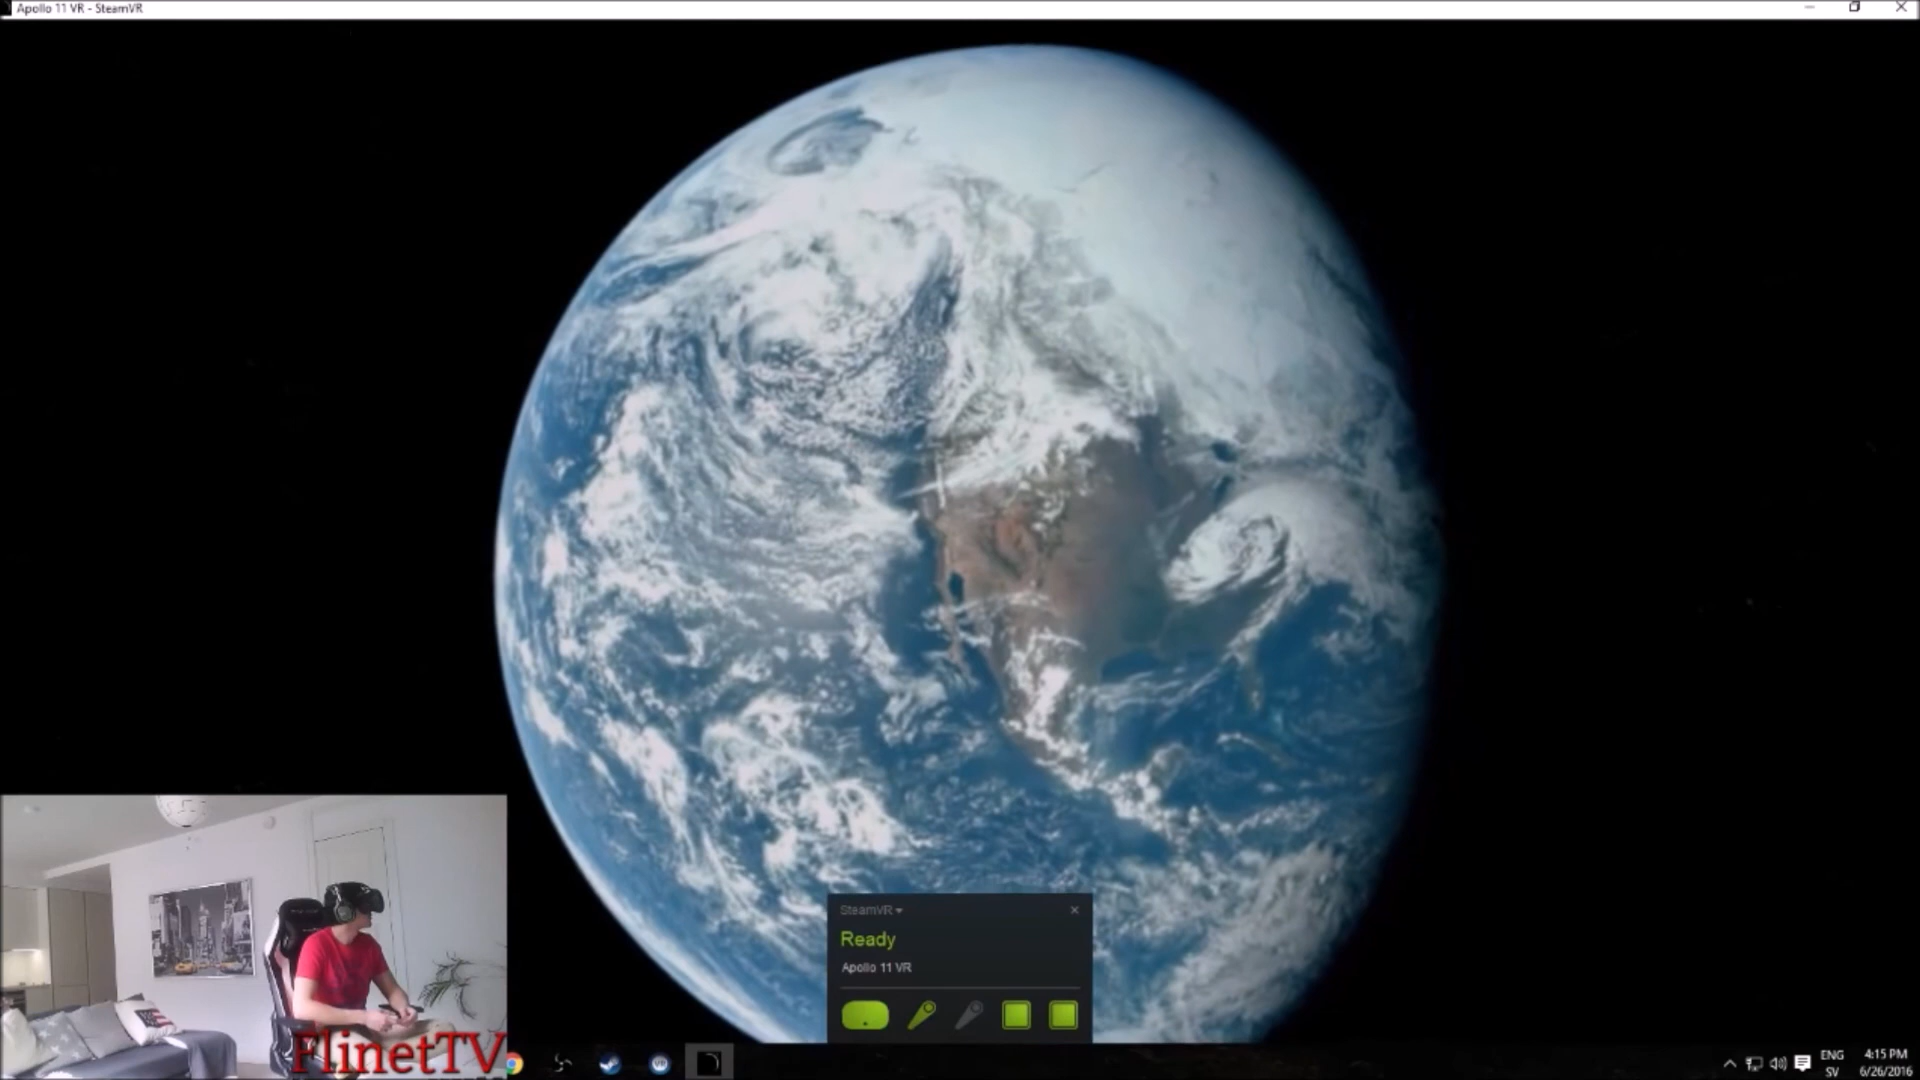 Apollo 11 VR - SteamVR
SteamVR
Ready
Apollo 11 VR
FlinetTV
ENG
SV
4:15 PM
6/26/2016